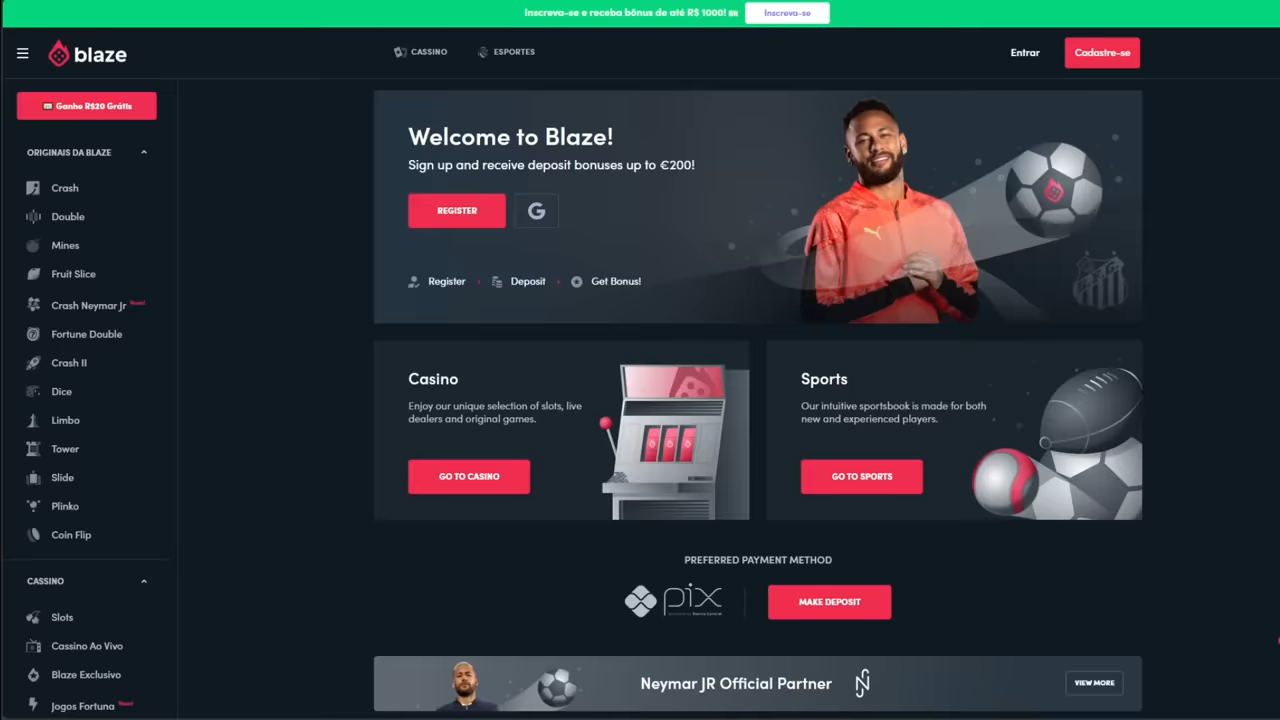 Inscreva-se e receba bônus de até R$ 1000! BR
Inscreva-se
blaze
CASSINO
ESPORTES
Entrar
Cadastre-se
Ganhe R$20 Grátis
ORIGINAIS DA BLAZE
Crash
Double
Mines
Fruit Slice
Crash Neymar Jr
Fortune Double
Crash II
Dice
Limbo
Tower
Slide
Plinko
Coin Flip
CASSINO
Slots
Cassino Ao Vivo
Blaze Exclusivo
Jogos Fortuna
Welcome to Blaze!
Sign up and receive deposit bonuses up to €200!
REGISTER
G
Register
Deposit
Get Bonus!
Casino
Enjoy our unique selection of slots, live
dealers and original games.
GO TO CASINO
Sports
Our intuitive sportsbook is made for both
new and experienced players.
GO TO SPORTS
PREFERRED PAYMENT METHOD
pix
MAKE DEPOSIT
Neymar JR Official Partner
VIEW MORE